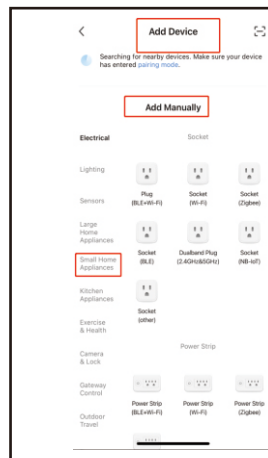 Add Device
Searching for nearby devices. Make sure your device
has entered pairing mode.
Add Manually
Electrical
Lighting
Sensors
Large
Home
Appliances
Small Home
Appliances
Kitchen
Appliances
Exercise
& Health
Camera
& Lock
Gateway
Control
Outdoor
Travel
Socket
Plug
(BLE+Wi-Fi)
Socket
(Wi-Fi)
Socket
(Zigbee)
Socket
(BLE)
Dualband Plug
(2.4GHz&5GHz)
Socket
(NB-IoT)
Socket
(other)
Power Strip
Power Strip
(BLE+Wi-Fi)
Power Strip
(Wi-Fi)
Power Strip
(Zigbee)